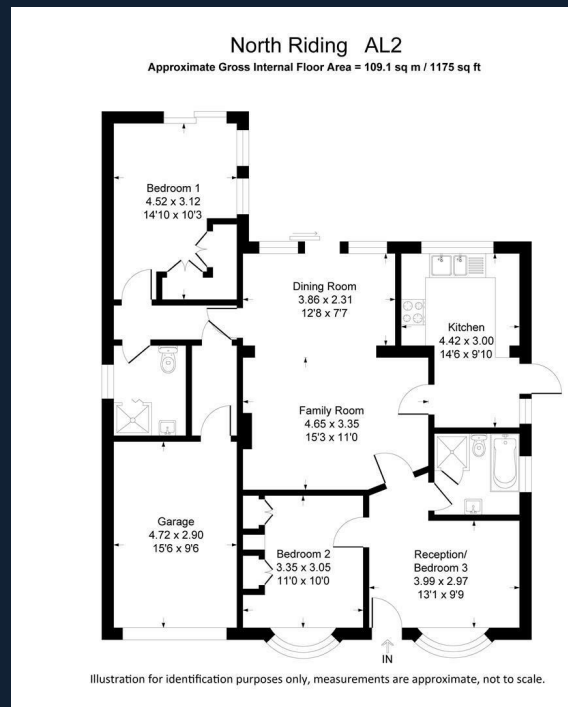 North Riding AL2
Approximate Gross Internal Floor Area = 109.1 sq m / 1175 sq ft
Bedroom 1
4.52 x 3.12
14'10 x 10'3
Dining Room
3.86 x 2.31
12'8 x 7'7
Kitchen
4.42 x 3.00
14'6 x 9'10
Family Room
4.65 x 3.35
15'3 x 11'0
Garage
4.72 x 2.90
15'6 x 9'6
Bedroom 2
3.35 x 3.05
11'0 x 10'0
Reception/
Bedroom 3
3.99 x 2.97
13'1 x 9'9
IN
Illustration for identification purposes only, measurements are approximate, not to scale.